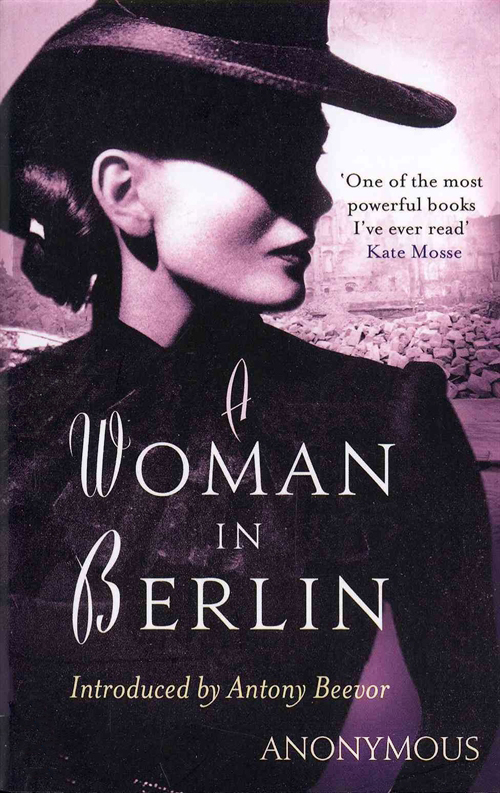 ‘One of the most
powerful books
I've ever read’
Kate Mosse
A
WOMAN
IN
BERLIN
Introduced by Antony Beevor
ANONYMOUS